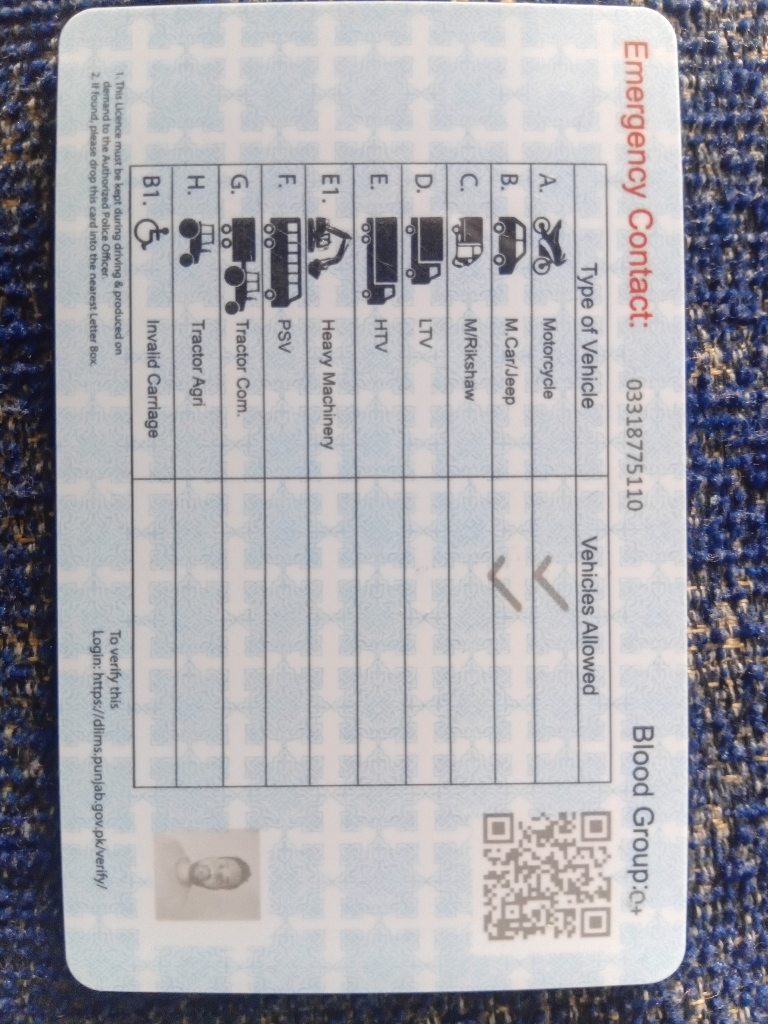 Emergency Contact: 03318775110 Blood Group:O+
Type of Vehicle Vehicles Allowed
A. Motorcycle ✓
B. M.Car/Jeep ✓
C. M/Rikshaw
D. LTV
E. HTV
E1. Heavy Machinery
F. PSV
G. Tractor Com.
H. Tractor Agri
B1. Invalid Carriage
1. This Licence must be kept during driving & produced on
demand to the Authorized Police Officer.
2. If found, please drop this card into the nearest Letter Box.
To verify this
Login: https://dlims.punjab.gov.pk/verify/